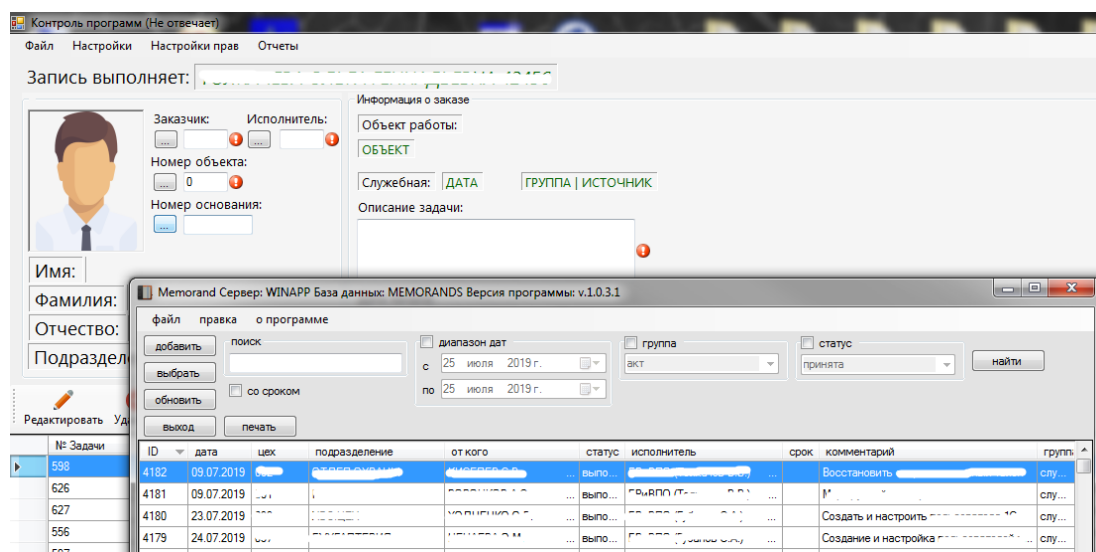 Контроль программ (Не отвечает)
Файл Настройки Настройки прав Отчеты
Запись выполняет:
Информация о заказе
Заказчик: Исполнитель:
Объект работы:
... ...
ОБЪЕКТ
Номер объекта:
... 0
Служебная: ДАТА ГРУППА | ИСТОЧНИК
Номер основания:
Описание задачи:
...
Имя:
Фамилия:
Отчество:
Редактировать
№ Задачи
598
626
627
556
Memorand Сервер: WINAPP База данных: MEMORANDS Версия программы: v.1.0.3.1
файл правка о программе
добавить поиск диапазон дат группа статус
выбрать с 25 июля 2019 г. акт принята найти
обновить со сроком по 25 июля 2019 г.
выход печать
ID дата цех подразделение от кого статус исполнитель срок комментарий
4182 09.07.2019 ... выпо... ... Восстановить слу...
4181 09.07.2019 ... выпо... ... слу...
4180 23.07.2019 ... выпо... ... Создать и настроить 1С слу...
4179 24.07.2019 ... выпо... ... Создание и настройка ... слу...